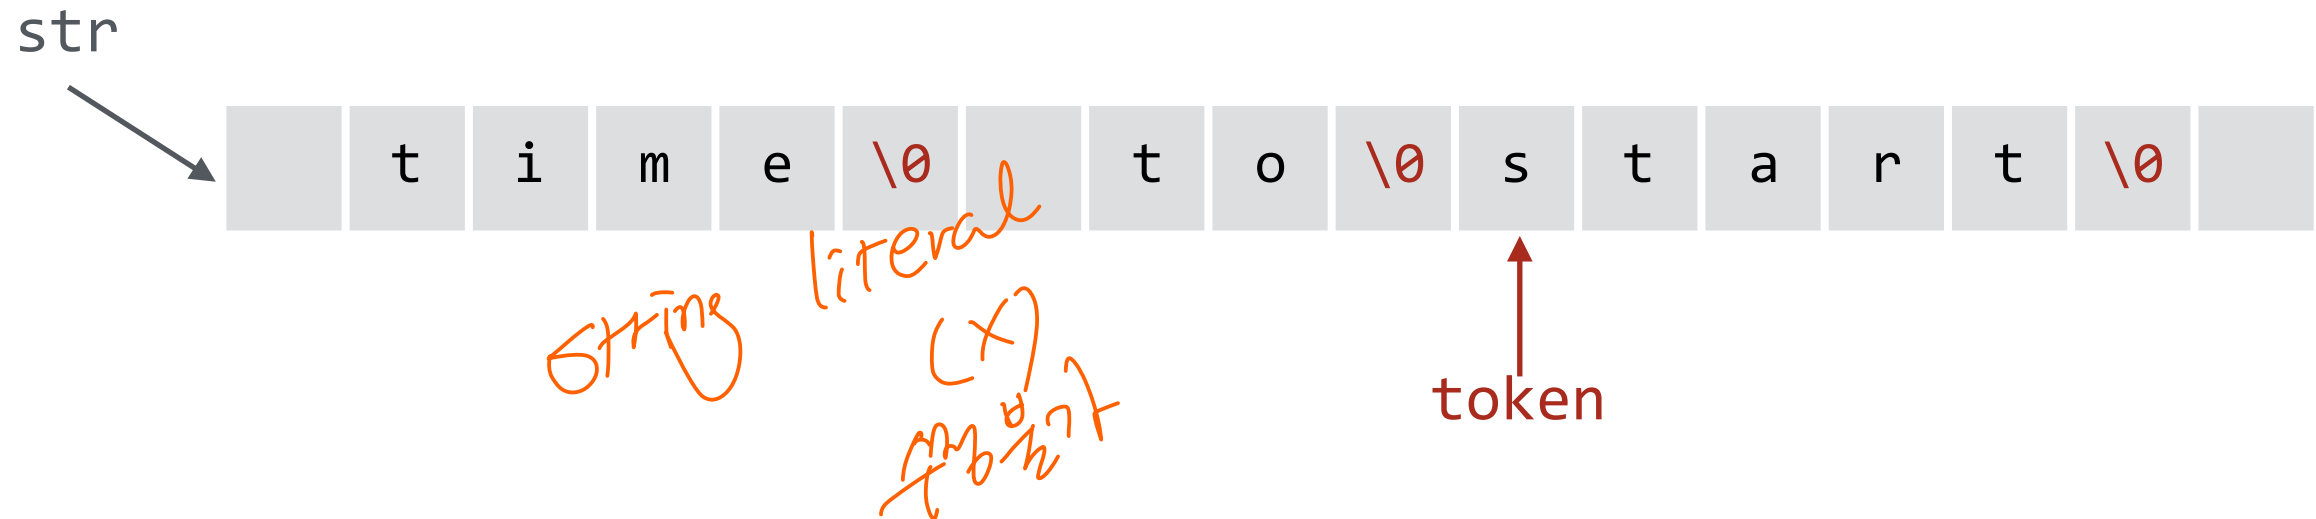 str
t i m e \0 t o \0 s t a r t \0
string literal
(x)
token